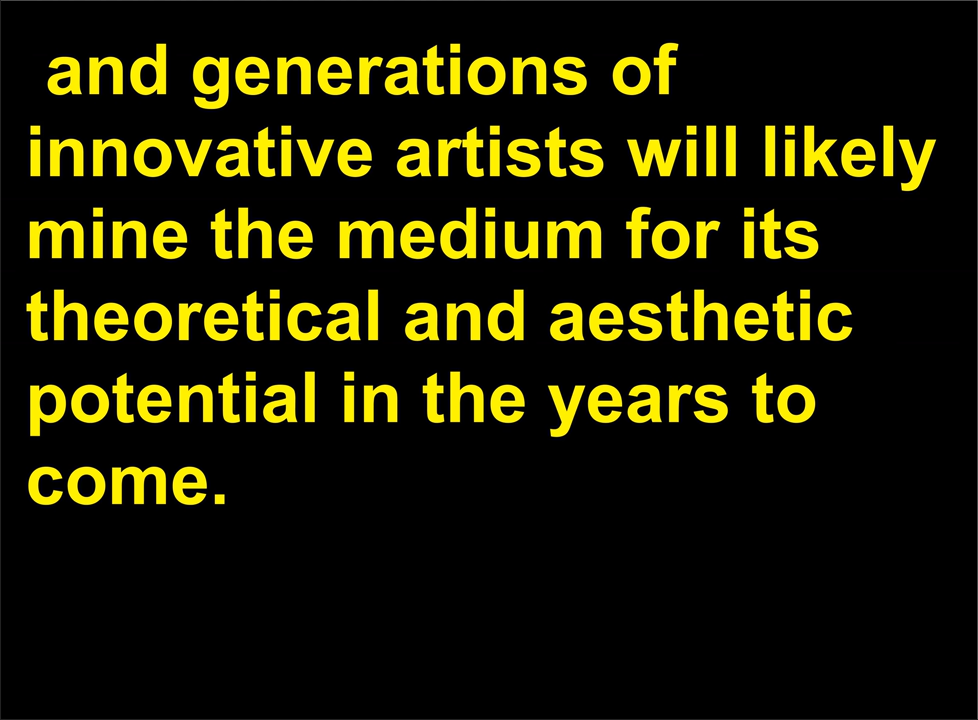 and generations of
innovative artists will likely
mine the medium for its
theoretical and aesthetic
potential in the years to
come.